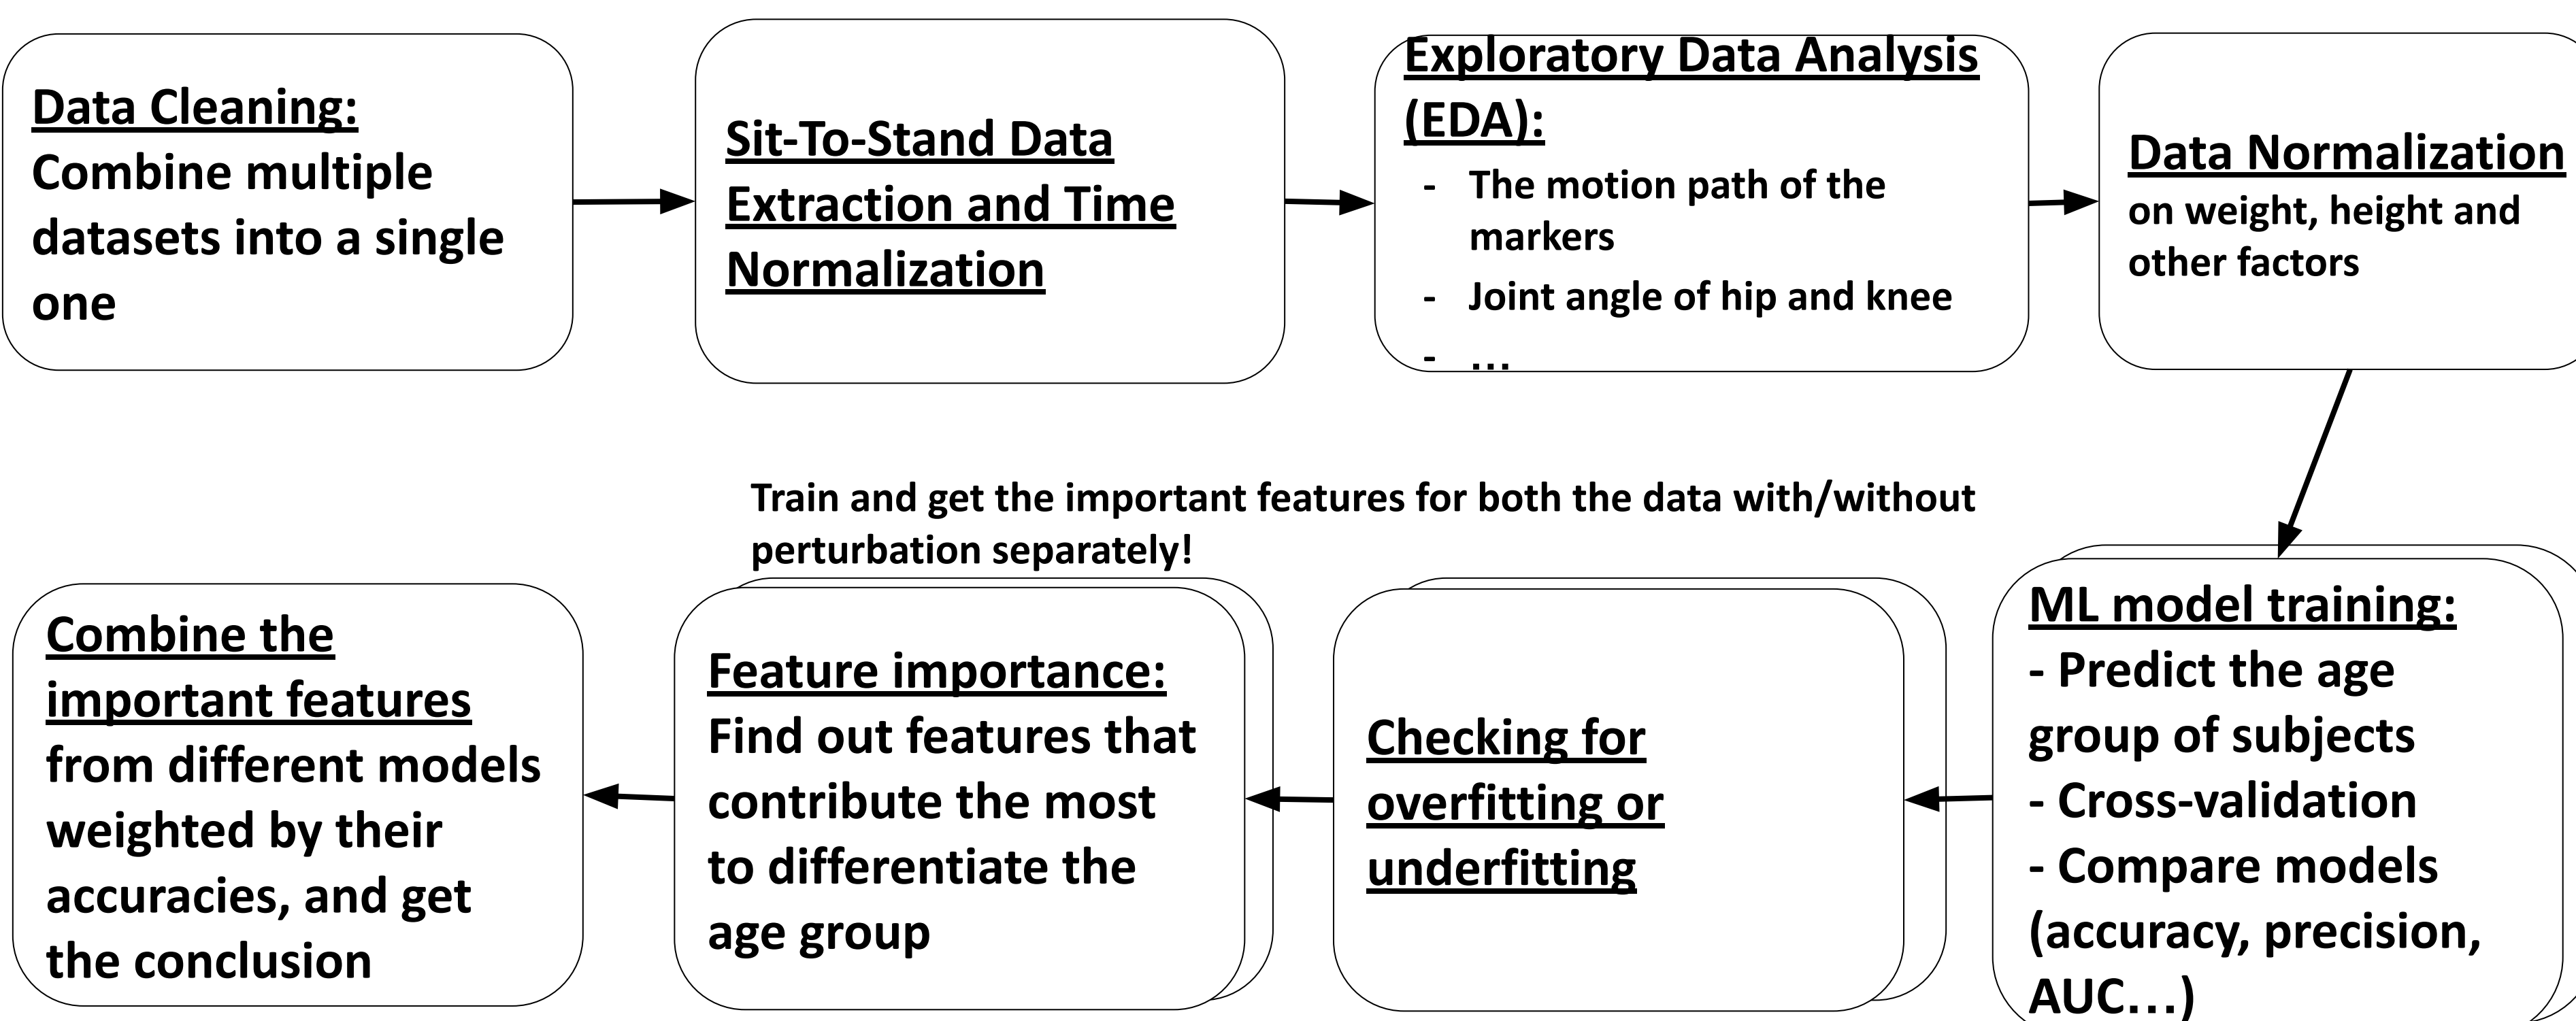 Data Cleaning:
Combine multiple
datasets into a single
one
Sit-To-Stand Data
Extraction and Time
Normalization
Exploratory Data Analysis
(EDA):
- The motion path of the
markers
- Joint angle of hip and knee
- …
Data Normalization
on weight, height and
other factors
Train and get the important features for both the data with/without
perturbation separately!
ML model training:
- Predict the age
group of subjects
- Cross-validation
- Compare models
(accuracy, precision,
AUC…)
Checking for
overfitting or
underfitting
Feature importance:
Find out features that
contribute the most
to differentiate the
age group
Combine the
important features
from different models
weighted by their
accuracies, and get
the conclusion